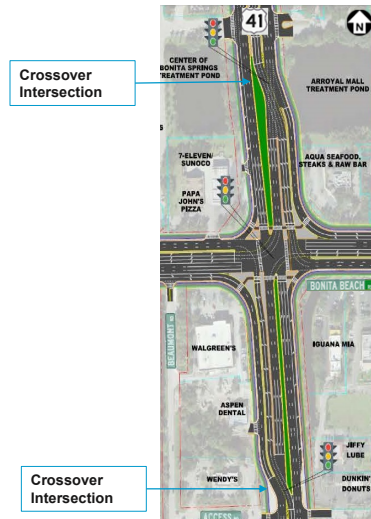 41
N
CENTER OF
BONITA SPRINGS
TREATMENT POND
Crossover
Intersection
ARROYAL MALL
TREATMENT POND
S
7-ELEVEN/
SUNOCO
AQUA SEAFOOD,
STEAKS & RAW BAR
PAPA
JOHN'S
PIZZA
BONITA BEACH
BEAUMONT
WALGREEN'S
IGUANA MIA
ASPEN
DENTAL
JIFFY
LUBE
WENDY'S
DUNKIN'
DONUTS
Crossover
Intersection
ACCESS